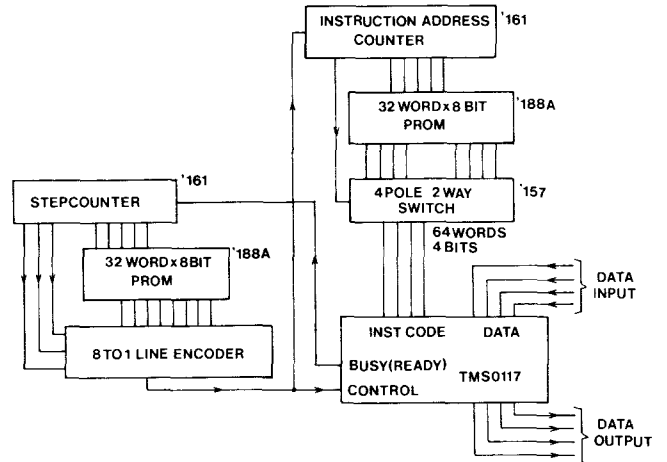 INSTRUCTION ADDRESS
COUNTER
'161
32 WORD x 8 BIT
PROM
'188A
4 POLE 2 WAY
SWITCH
'157
64 WORDS
4 BITS
'161
STEPCOUNTER
'188A
32 WORD x 8BIT
PROM
8 TO 1 LINE ENCODER
INST CODE DATA
BUSY(READY)
TMS0117
CONTROL
DATA
INPUT
DATA
OUTPUT